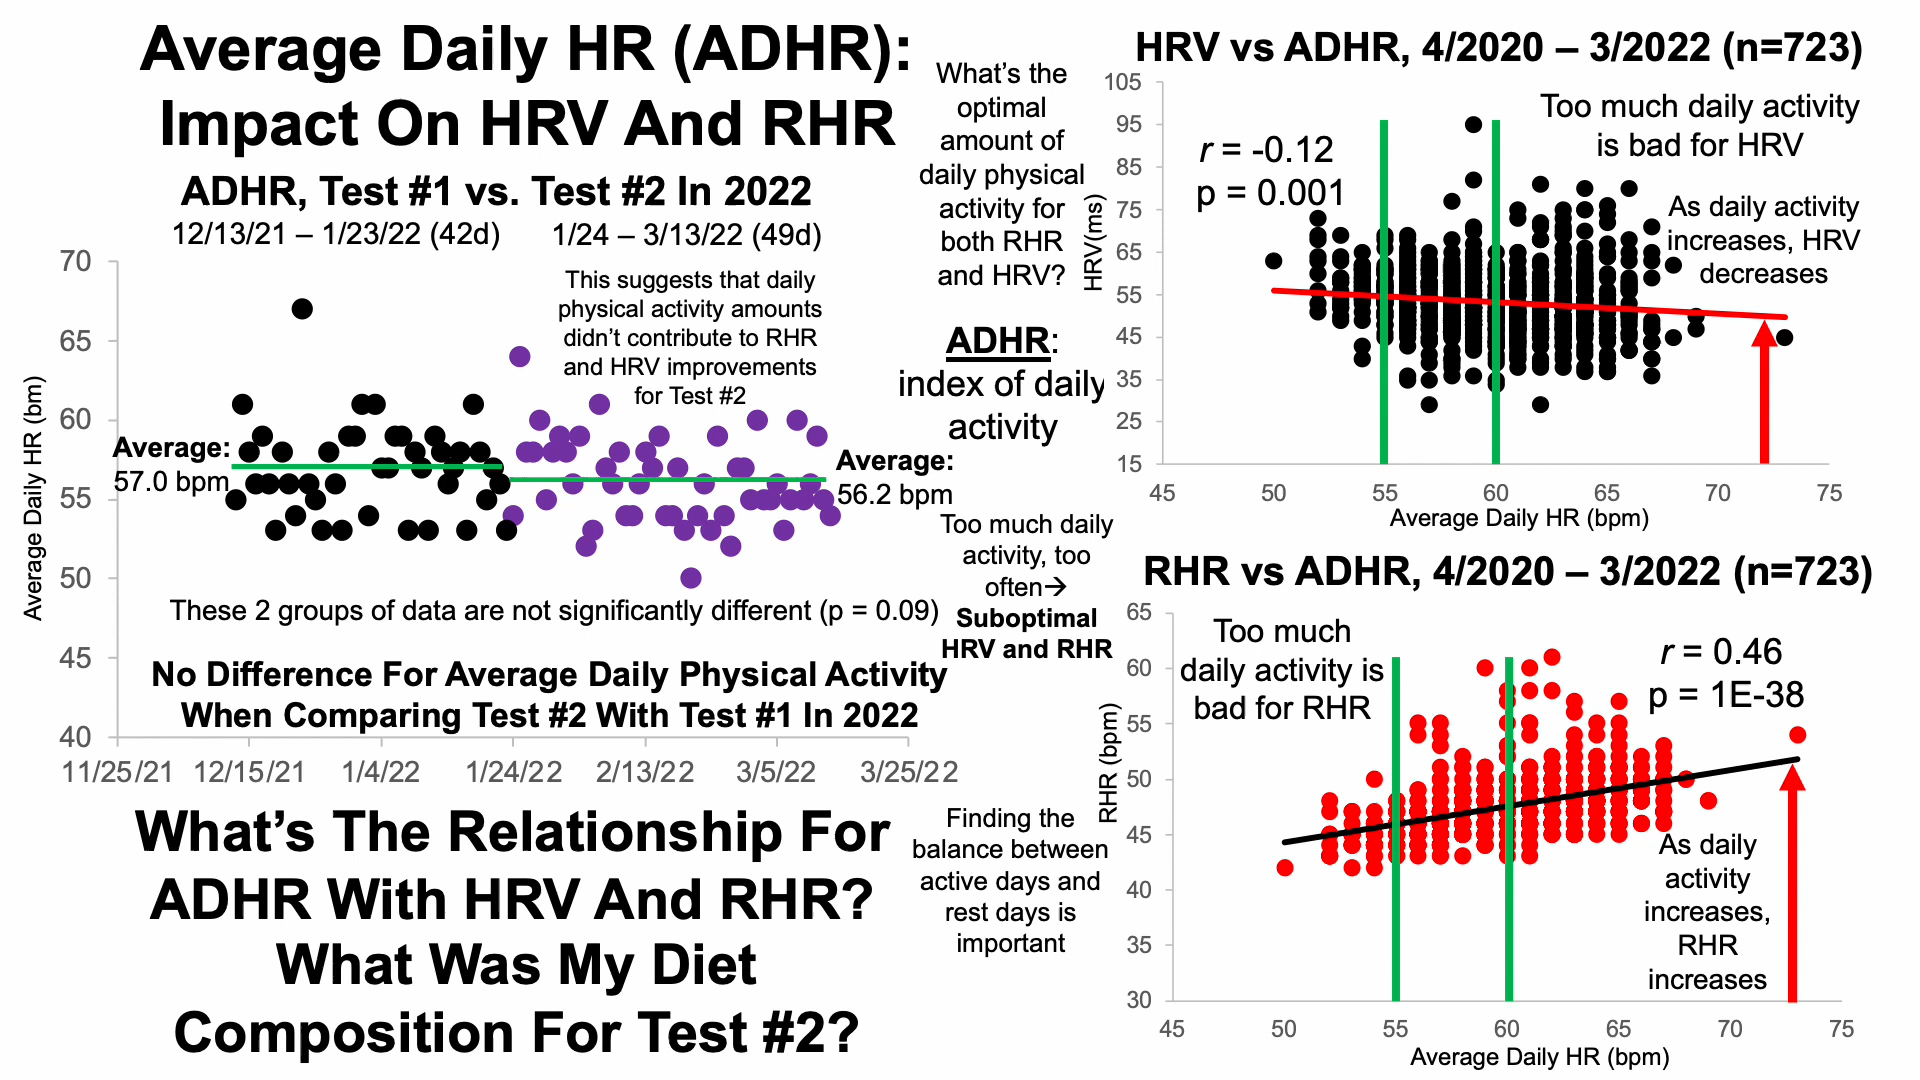 Average Daily HR (ADHR):
Impact On HRV And RHR
ADHR, Test #1 vs. Test #2 In 2022
12/13/21 – 1/23/22 (42d)
1/24 – 3/13/22 (49d)
This suggests that daily
physical activity amounts
didn't contribute to RHR
and HRV improvements
for Test #2
70
65
60
55
50
45
40
Average Daily HR (bm)
Average:
57.0 bpm
Average:
56.2 bpm
These 2 groups of data are not significantly different (p = 0.09)
No Difference For Average Daily Physical Activity
When Comparing Test #2 With Test #1 In 2022
11/25/21 12/15/21 1/4/22 1/24/22 2/13/22 3/5/22 3/25/22
What's The Relationship For
ADHR With HRV And RHR?
What Was My Diet
Composition For Test #2?
What's the
optimal
amount of
daily physical
activity for
both RHR
and HRV?
ADHR:
index of daily
activity
Too much daily
activity, too
often→
Suboptimal
HRV and RHR
Finding the
balance between
active days and
rest days is
important
HRV vs ADHR, 4/2020 – 3/2022 (n=723)
105
95
85
75
65
55
45
35
25
15
HRV(ms)
r = -0.12
p = 0.001
Too much daily activity
is bad for HRV
As daily activity
increases, HRV
decreases
45 50 55 60 65 70 75
Average Daily HR (bpm)
RHR vs ADHR, 4/2020 – 3/2022 (n=723)
65
60
55
50
45
40
35
30
RHR (bpm)
Too much
daily activity is
bad for RHR
r = 0.46
p = 1E-38
As daily
activity
increases,
RHR
increases
45 50 55 60 65 70 75
Average Daily HR (bpm)